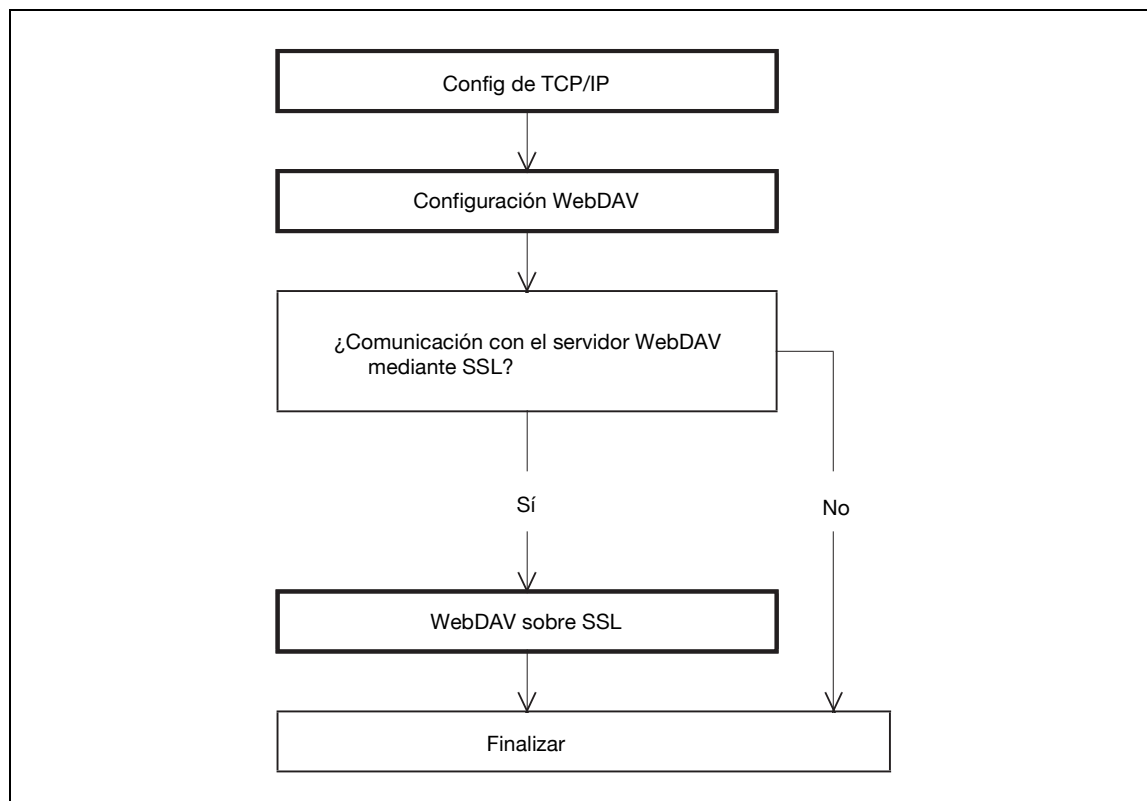 Config de TCP/IP
Configuración WebDAV
¿Comunicación con el servidor WebDAV
mediante SSL?
Sí
No
WebDAV sobre SSL
Finalizar